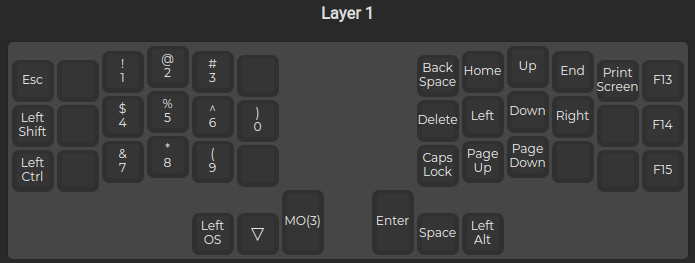 Layer 1
Esc
!
1
@
2
#
3
Back
Space
Home
Up
End
Print
Screen
F13
Left
Shift
$
4
%
5
^
6
)
0
Delete
Left
Down
Right
F14
Left
Ctrl
&
7
*
8
(
9
Caps
Lock
Page
Up
Page
Down
F15
Left
OS
▽
MO(3)
Enter
Space
Left
Alt